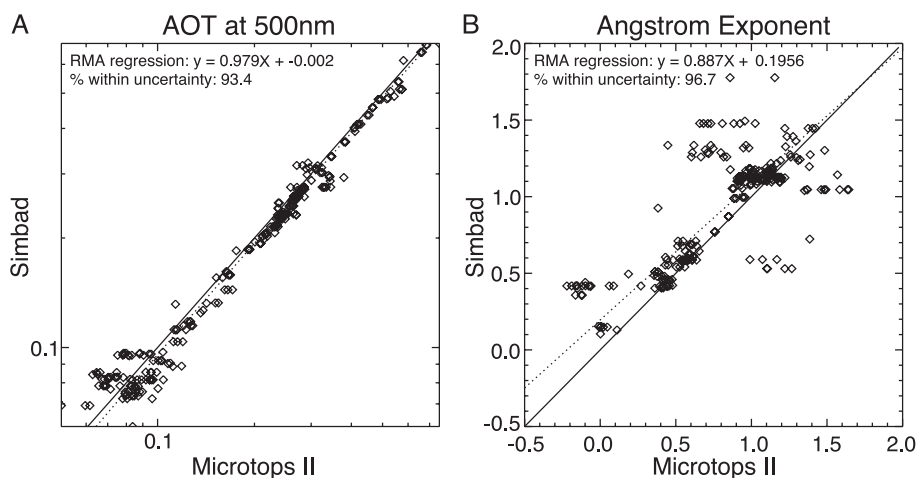 A
AOT at 500nm
RMA regression: y = 0.979X + -0.002
% within uncertainty: 93.4
Simbad
0.1
0.1
Microtops II
B
Angstrom Exponent
RMA regression: y = 0.887X + 0.1956
% within uncertainty: 96.7
Simbad
2.0
1.5
1.0
0.5
0.0
-0.5
-0.5 0.0 0.5 1.0 1.5 2.0
Microtops II